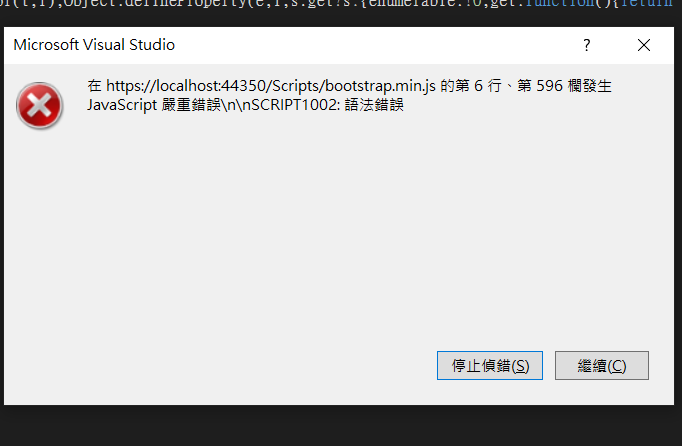 Object.defineProperty(e,r,s.get?s:{enumerable:!0,get:function(){return
Microsoft Visual Studio
?
在 https://localhost:44350/Scripts/bootstrap.min.js 的第 6 行、第 596 欄發生
JavaScript 嚴重錯誤\n\nSCRIPT1002: 語法錯誤
停止偵錯(S)
繼續(C)